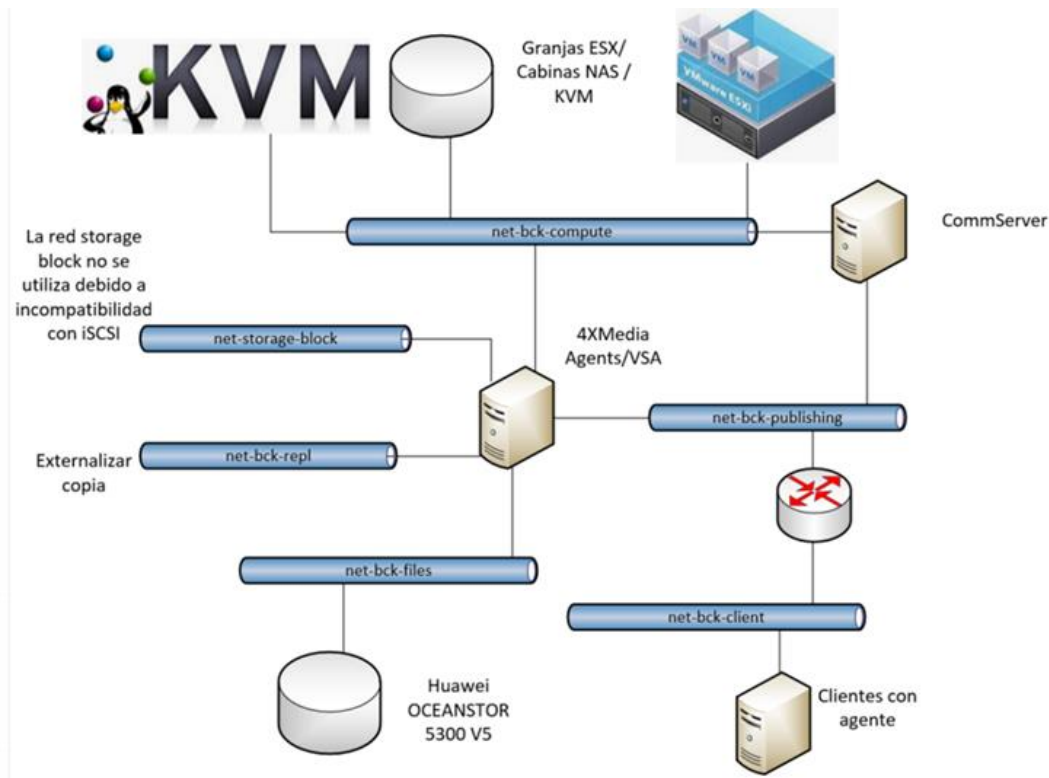 KVM
Granjas ESX/
Cabinas NAS /
KVM
VM
VM
VM
VMware ESXi
net-bck-compute
CommServer
La red storage
block no se
utiliza debido a
incompatibilidad
con iSCSI
net-storage-block
4XMedia
Agents/VSA
net-bck-publishing
Externalizar
copia
net-bck-repl
net-bck-files
net-bck-client
Huawei
OCEANSTOR
5300 V5
Clientes con
agente